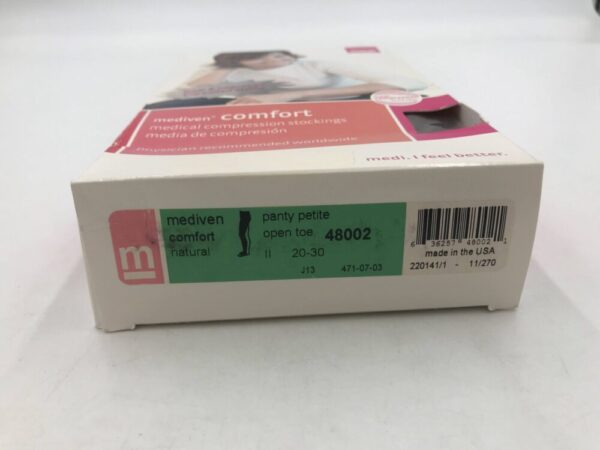 mediven® comfort
medical compression stockings
media de compresión
physician recommended worldwide
medi. i feel better.
m
mediven
comfort
natural
panty petite
open toe 48002
II 20-30
J13 471-07-03
6 36257 48002 1
made in the USA
220141/1 - 11/270